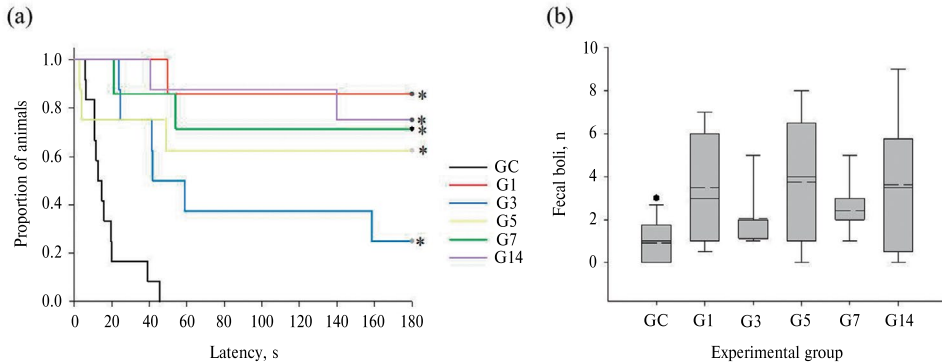 (a)
Proportion of animals
1.0
0.8
0.6
0.4
0.2
0.0
0 20 40 60 80 100 120 140 160 180
Latency, s
* * * * *
GC
G1
G3
G5
G7
G14
(b)
Fecal boli, n
10
8
6
4
2
0
GC G1 G3 G5 G7 G14
Experimental group